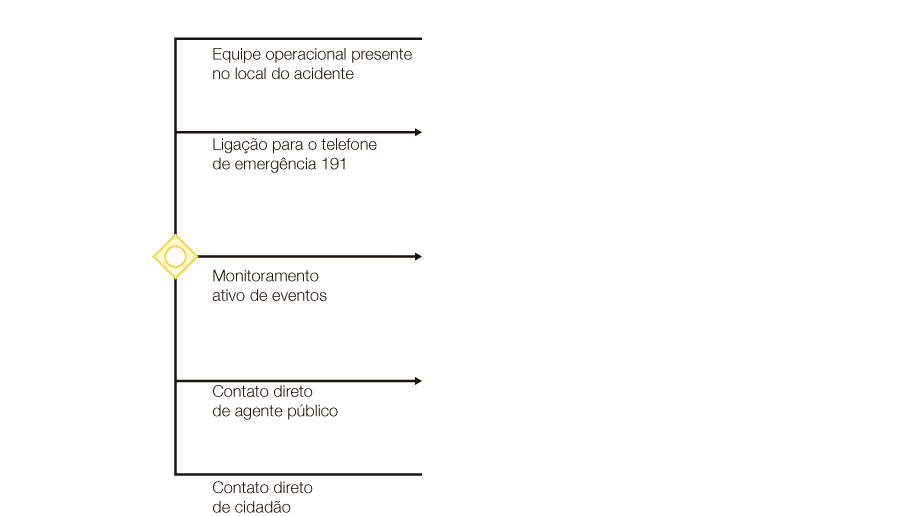 Equipe operacional presente
no local do acidente
Ligação para o telefone
de emergência 191
Monitoramento
ativo de eventos
Contato direto
de agente público
Contato direto
de cidadão